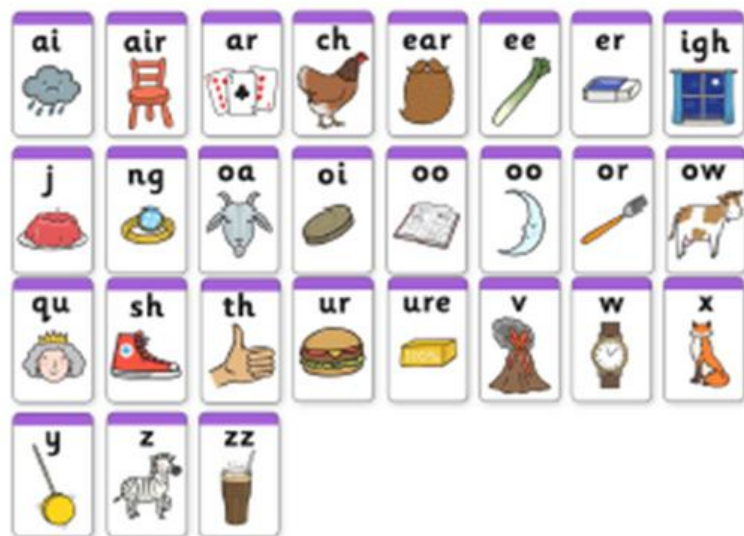 ai air ar ch ear ee er igh
j ng oa oi oo oo or ow
qu sh th ur ure v w x
100%
y z zz